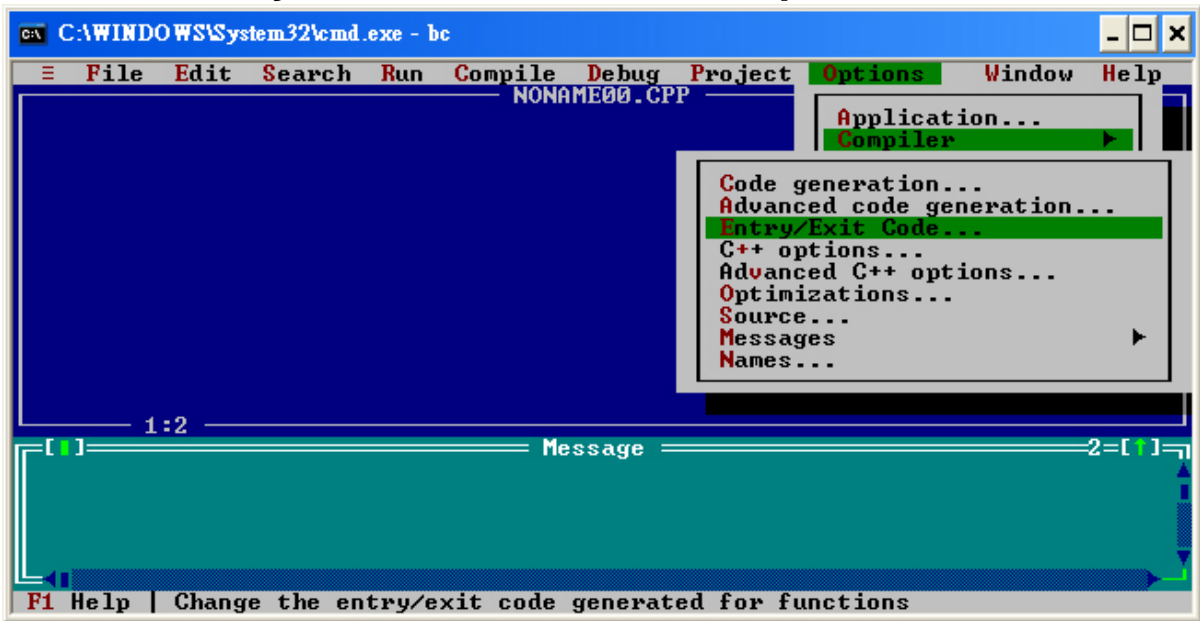 C:\WINDOWS\System32\cmd.exe - bc
≡ File Edit Search Run Compile Debug Project Options Window Help
NONAME00.CPP
Application...
Compiler
Code generation...
Advanced code generation...
Entry/Exit Code...
C++ options...
Advanced C++ options...
Optimizations...
Source...
Messages
Names...
1:2
Message 2
F1 Help | Change the entry/exit code generated for functions